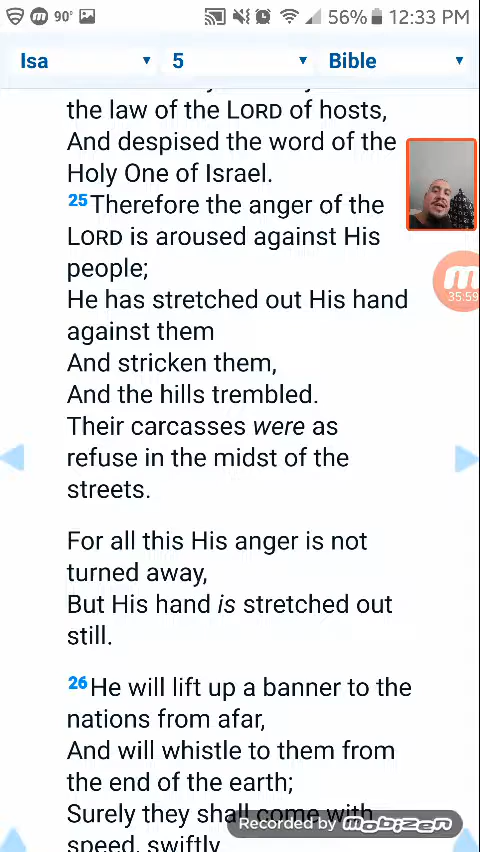 90° 56% 12:33 PM
Isa 5 Bible
the law of the LORD of hosts,
And despised the word of the
Holy One of Israel.
25 Therefore the anger of the
LORD is aroused against His
people;
He has stretched out His hand
against them
And stricken them,
And the hills trembled.
Their carcasses were as
refuse in the midst of the
streets.
For all this His anger is not
turned away,
But His hand is stretched out
still.
26 He will lift up a banner to the
nations from afar,
And will whistle to them from
the end of the earth;
Surely they shall come with
speed, swiftly
m
35:59
Recorded by mobizen